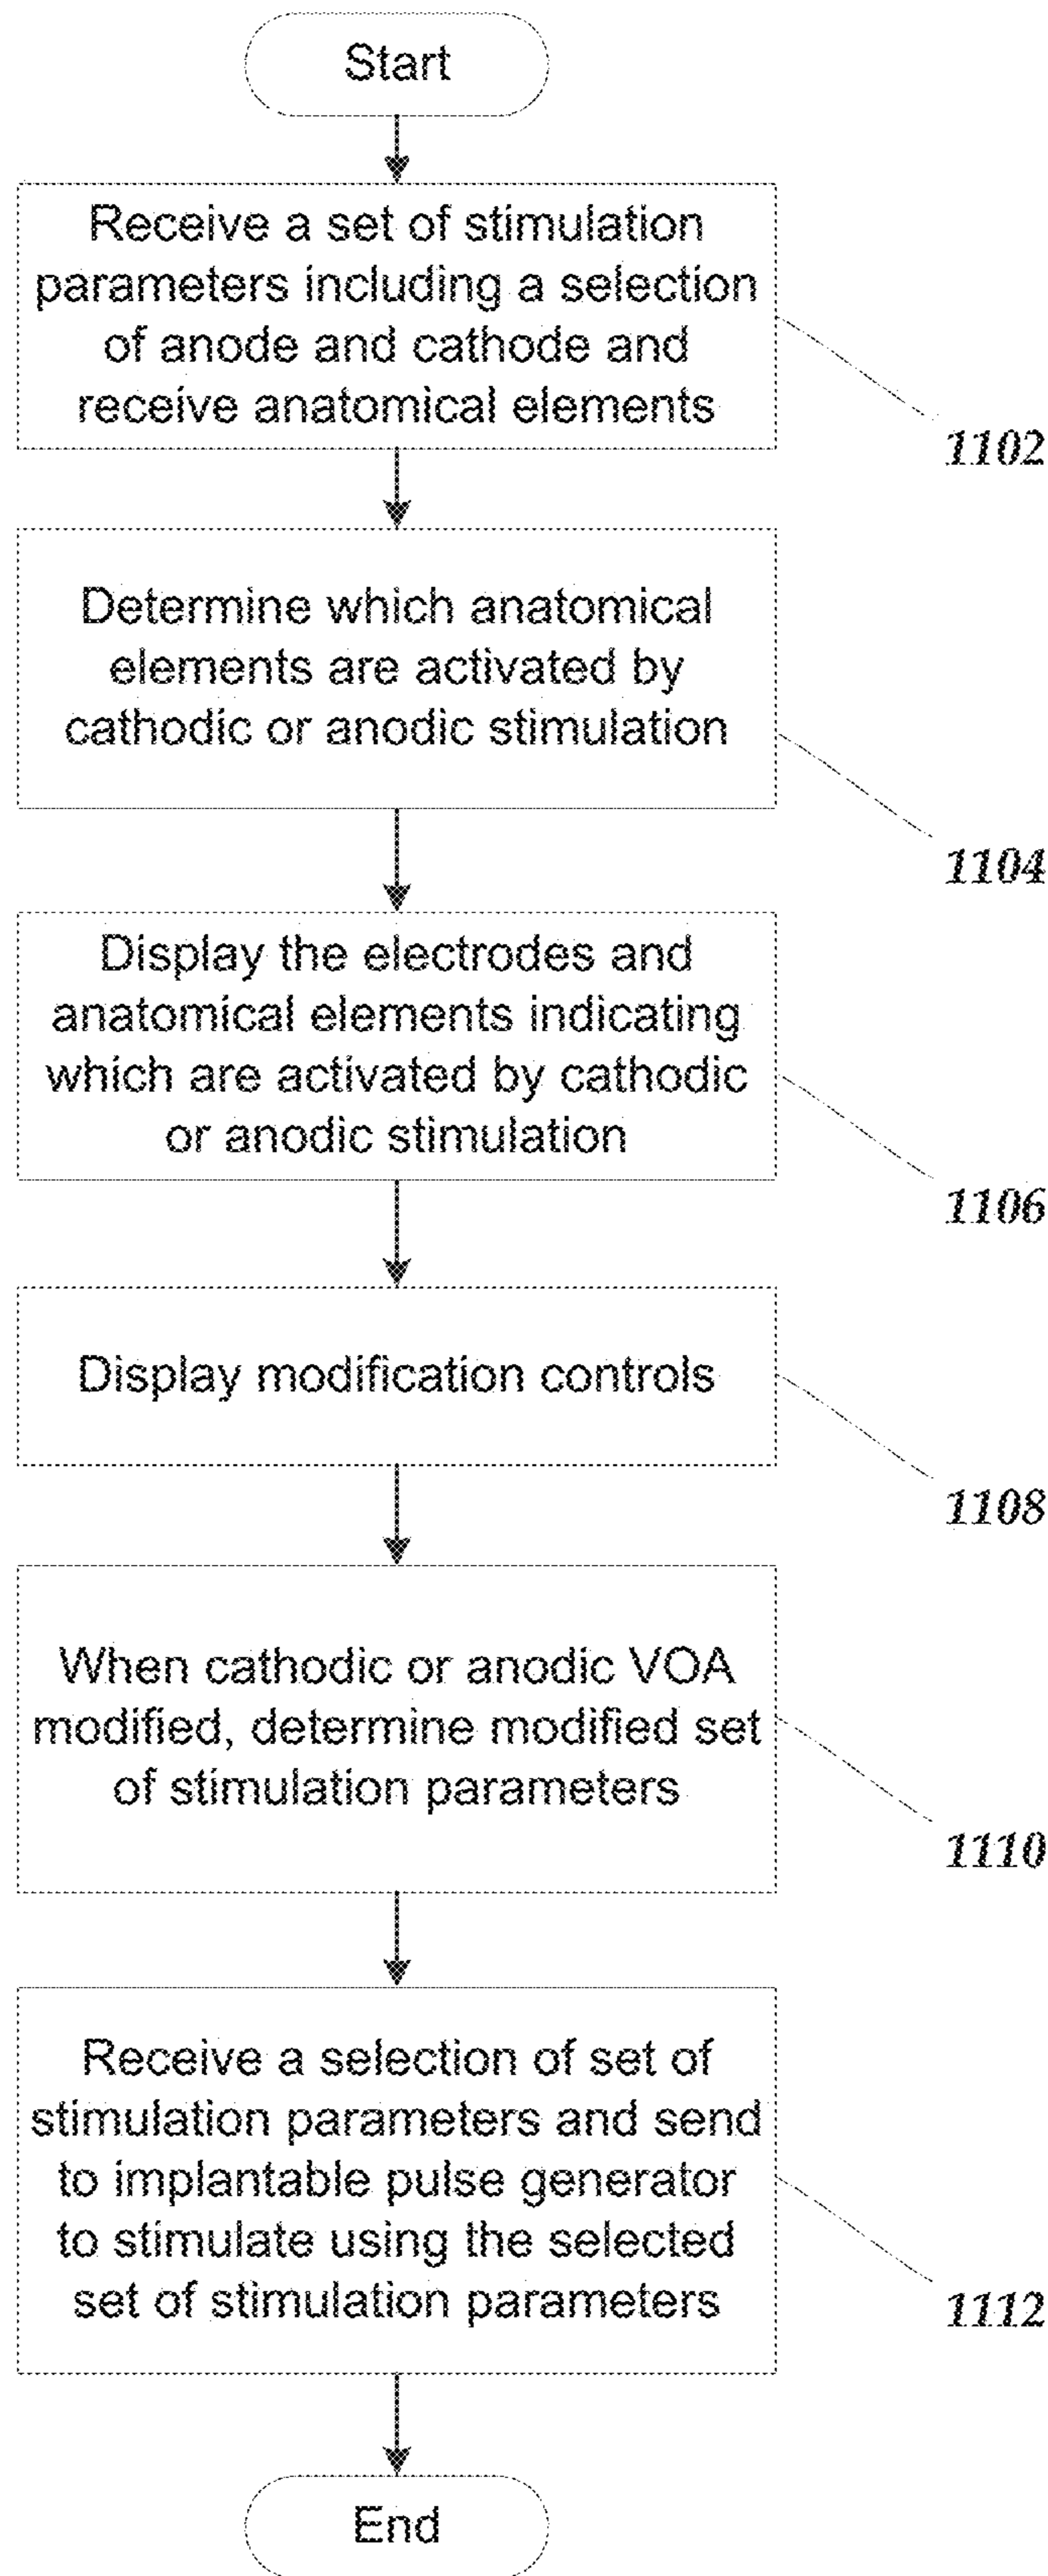 Start
Receive a set of stimulation
parameters including a selection
of anode and cathode and
receive anatomical elements
1102
Determine which anatomical
elements are activated by
cathodic or anodic stimulation
1104
Display the electrodes and
anatomical elements indicating
which are activated by cathodic
or anodic stimulation
1106
Display modification controls
1108
When cathodic or anodic VOA
modified, determine modified set
of stimulation parameters
1110
Receive a selection of set of
stimulation parameters and send
to implantable pulse generator
to stimulate using the selected
set of stimulation parameters
1112
End